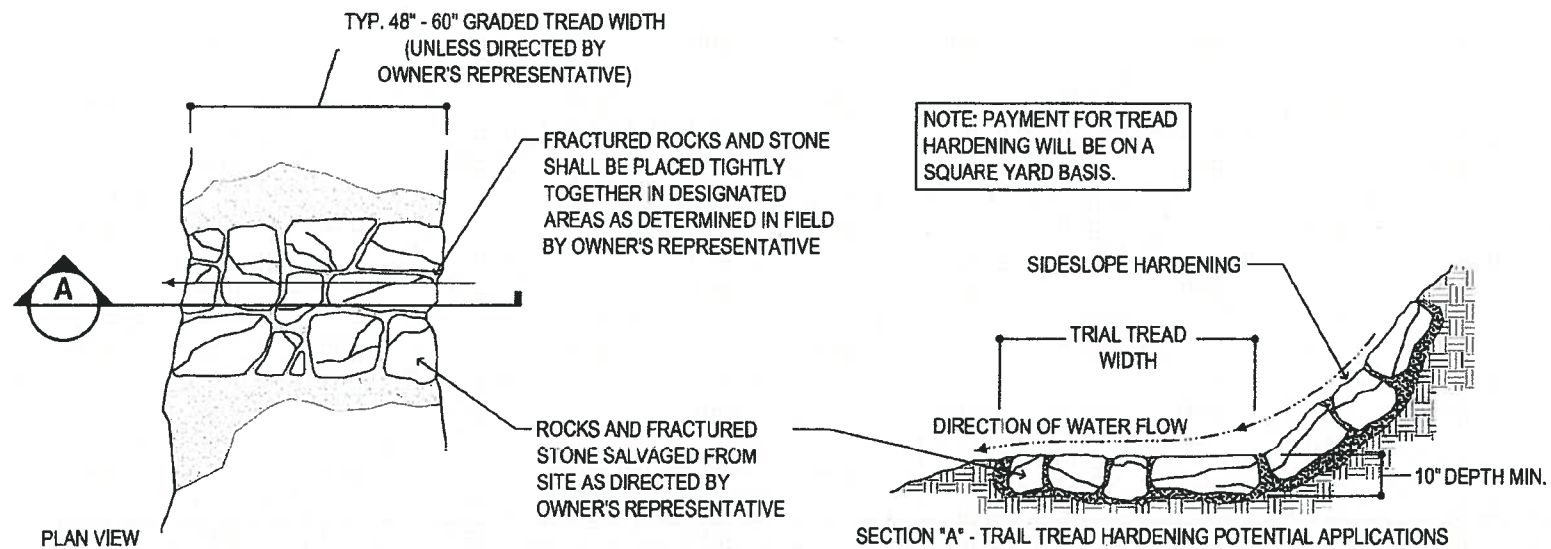 TYP. 48" - 60" GRADED TREAD WIDTH
(UNLESS DIRECTED BY
OWNER'S REPRESENTATIVE)
FRACTURED ROCKS AND STONE
SHALL BE PLACED TIGHTLY
TOGETHER IN DESIGNATED
AREAS AS DETERMINED IN FIELD
BY OWNER'S REPRESENTATIVE
A
ROCKS AND FRACTURED
STONE SALVAGED FROM
SITE AS DIRECTED BY
OWNER'S REPRESENTATIVE
PLAN VIEW
NOTE: PAYMENT FOR TREAD
HARDENING WILL BE ON A
SQUARE YARD BASIS.
SIDESLOPE HARDENING
TRIAL TREAD
WIDTH
DIRECTION OF WATER FLOW
10" DEPTH MIN.
SECTION "A" - TRAIL TREAD HARDENING POTENTIAL APPLICATIONS